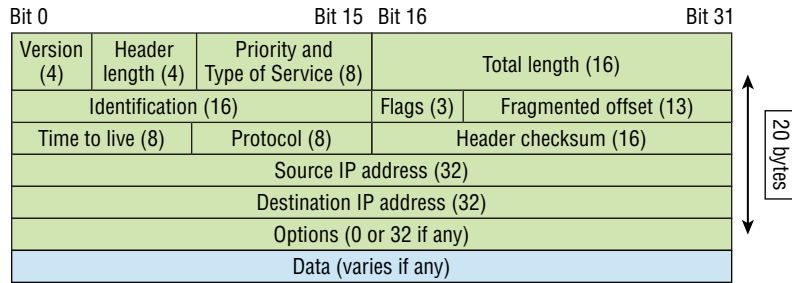 Bit 0 Bit 15 Bit 16 Bit 31
Version (4)
Header length (4)
Priority and Type of Service (8)
Total length (16)
Identification (16)
Flags (3)
Fragmented offset (13)
Time to live (8)
Protocol (8)
Header checksum (16)
Source IP address (32)
Destination IP address (32)
Options (0 or 32 if any)
Data (varies if any)
20 bytes